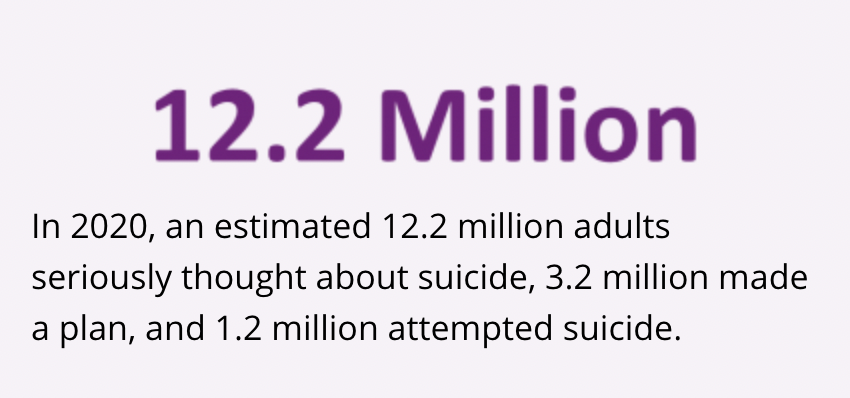 12.2 Million
In 2020, an estimated 12.2 million adults
seriously thought about suicide, 3.2 million made
a plan, and 1.2 million attempted suicide.